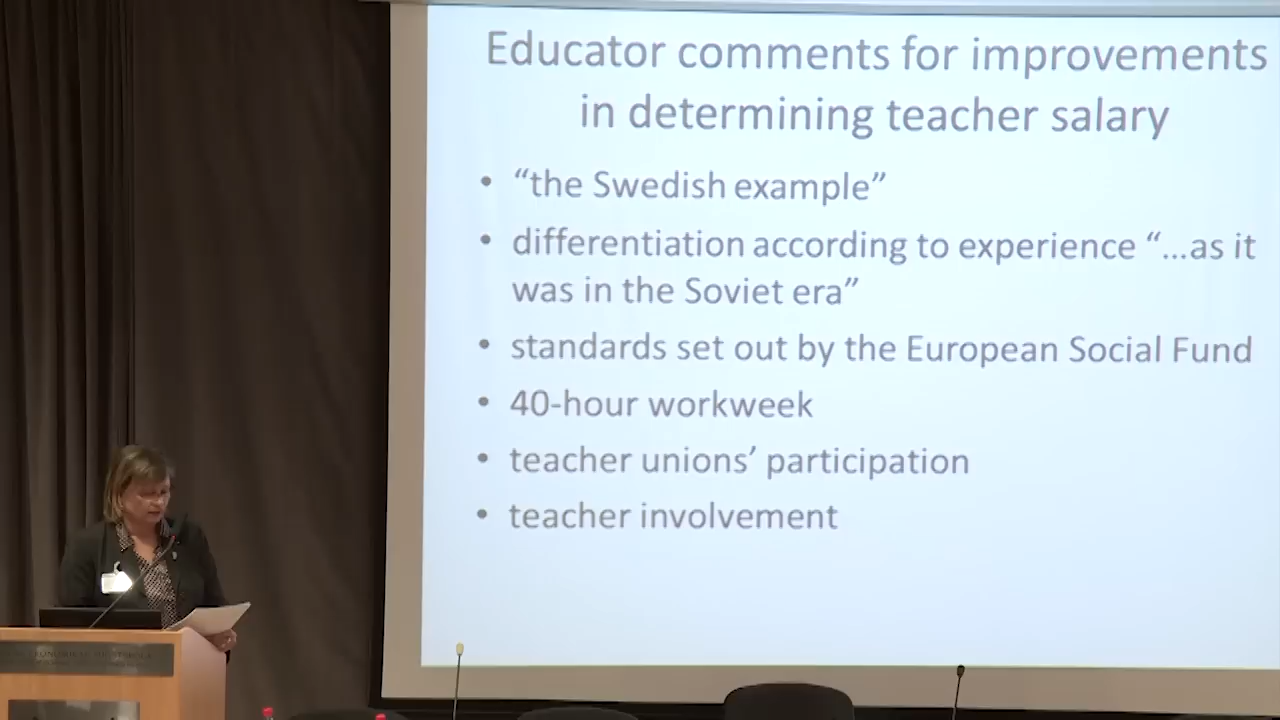 Educator comments for improvements
in determining teacher salary
• “the Swedish example”
• differentiation according to experience “...as it
was in the Soviet era”
• standards set out by the European Social Fund
• 40-hour workweek
• teacher unions’ participation
• teacher involvement